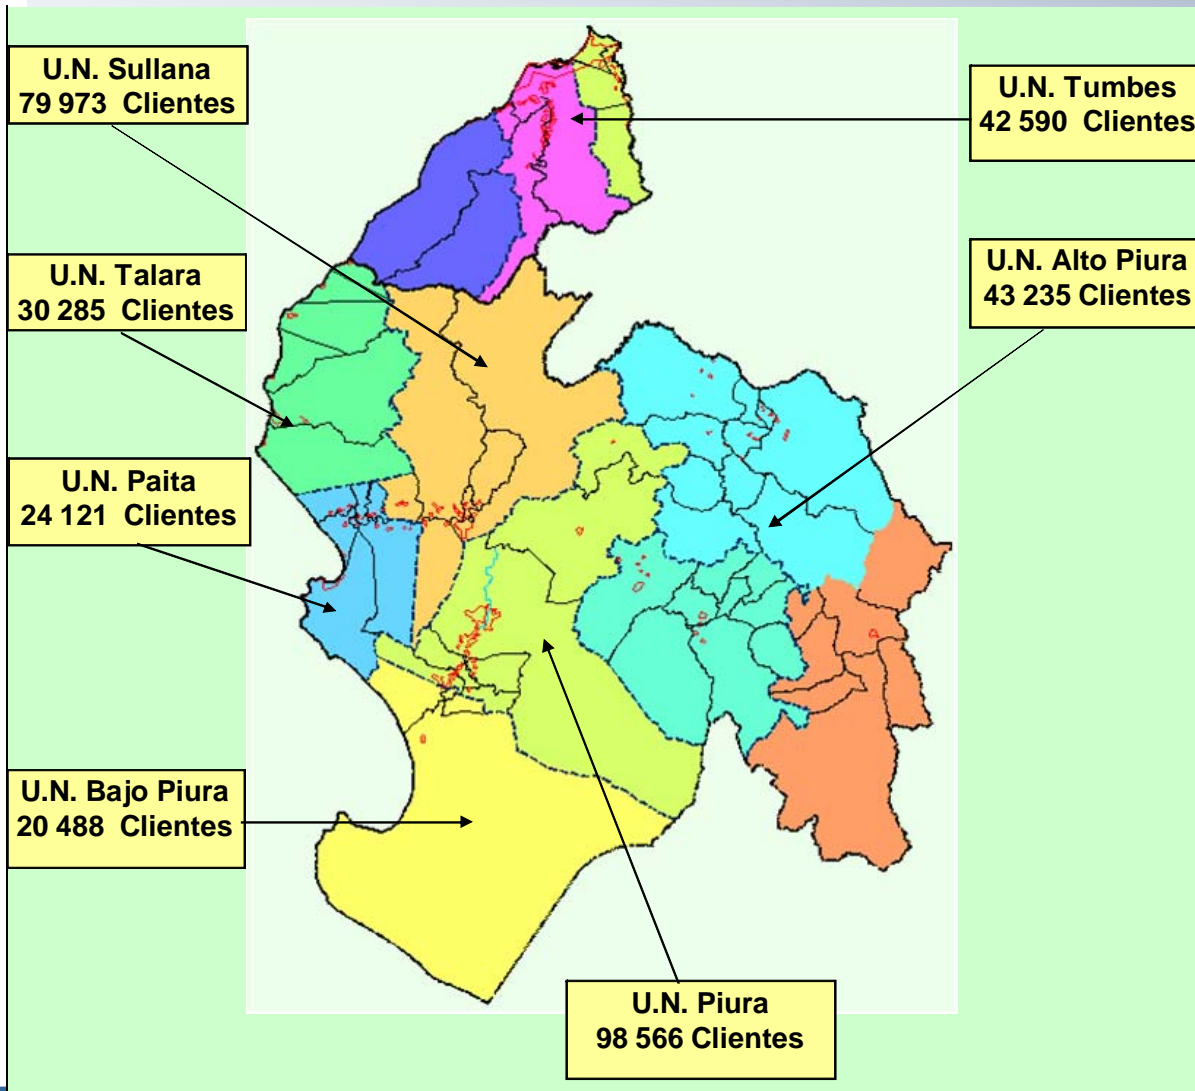 U.N. Sullana
79 973 Clientes
U.N. Tumbes
42 590 Clientes
U.N. Talara
30 285 Clientes
U.N. Alto Piura
43 235 Clientes
U.N. Paita
24 121 Clientes
U.N. Bajo Piura
20 488 Clientes
U.N. Piura
98 566 Clientes